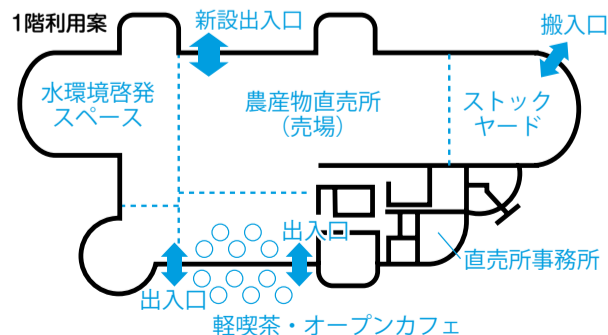 1階利用案
新設出入口
搬入口
水環境啓発
スペース
農産物直売所
（売場）
ストック
ヤード
出入口
直売所事務所
出入口
軽喫茶・オープンカフェ